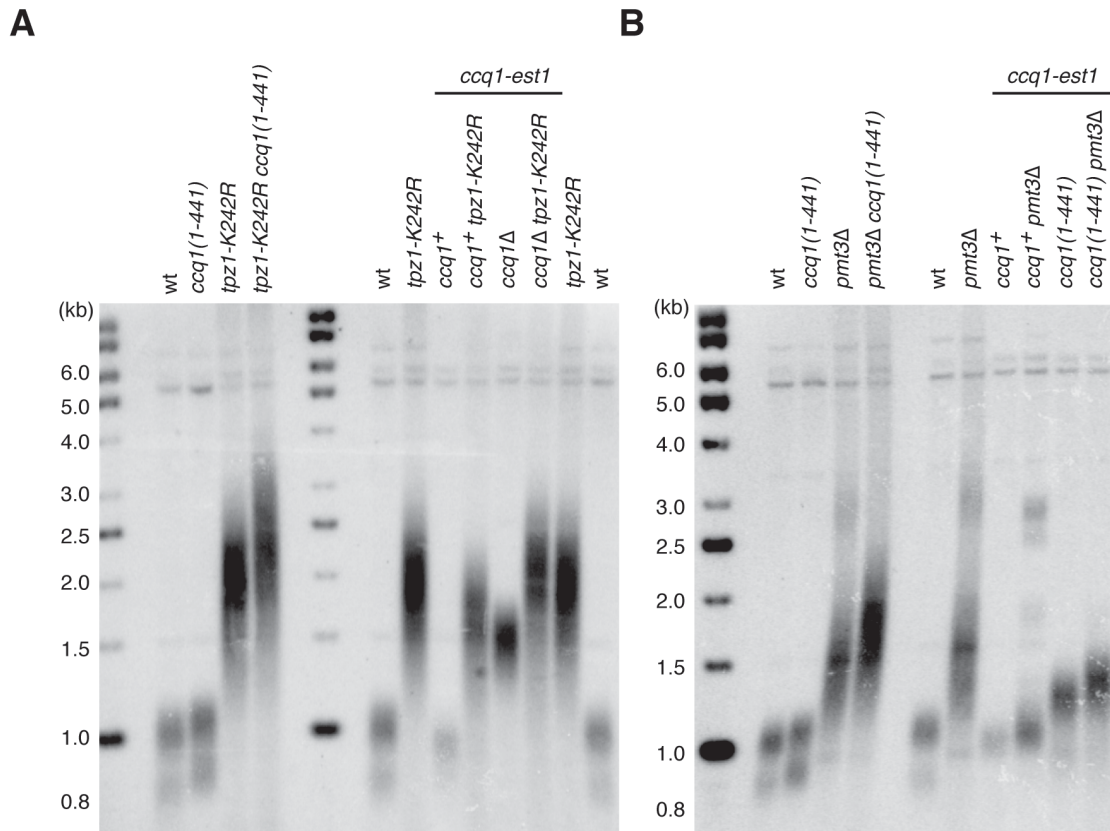 A
ccq1-est1
wt
ccq1(1-441)
tpz1-K242R
tpz1-K242R ccq1(1-441)
wt
tpz1-K242R
ccq1+
ccq1+ tpz1-K242R
ccq1Δ
ccq1Δ tpz1-K242R
tpz1-K242R
wt
(kb)
6.0
5.0
4.0
3.0
2.5
2.0
1.5
1.0
0.8
B
ccq1-est1
wt
ccq1(1-441)
pmt3Δ
pmt3Δ ccq1(1-441)
wt
pmt3Δ
ccq1+
ccq1+ pmt3Δ
ccq1(1-441)
ccq1(1-441) pmt3Δ
(kb)
6.0
5.0
4.0
3.0
2.5
2.0
1.5
1.0
0.8